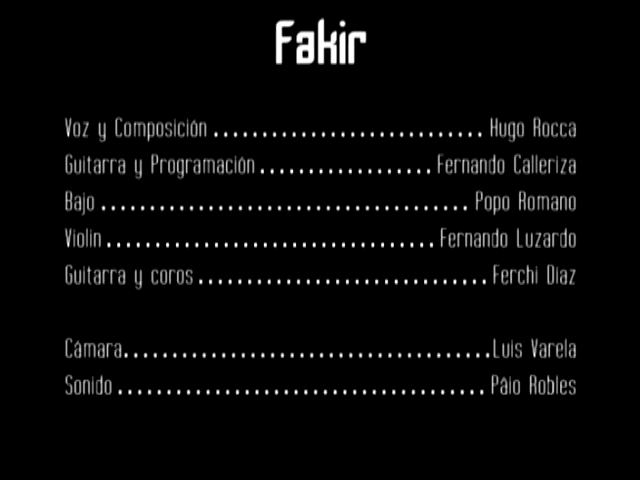 Fakir
Voz y Composición ............................ Hugo Rocca
Guitarra y Programación .................. Fernando Calleriza
Bajo ...................................... Popo Romano
Violin .................................. Fernando Luzardo
Guitarra y coros .............................. Ferchi Diaz
Cámara...................................... Luis Varela
Sonido ...................................... Pâio Robles